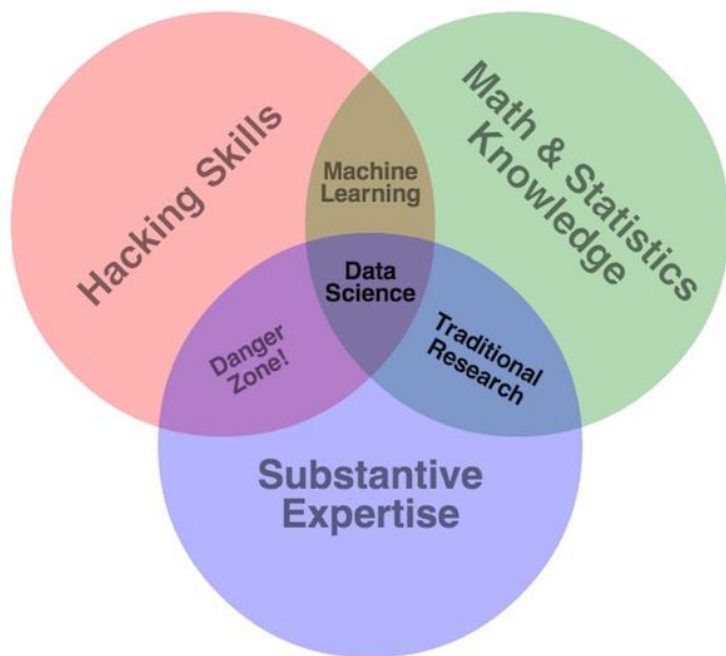 Hacking Skills
Math & Statistics
Knowledge
Machine
Learning
Data
Science
Danger
Zone!
Traditional
Research
Substantive
Expertise